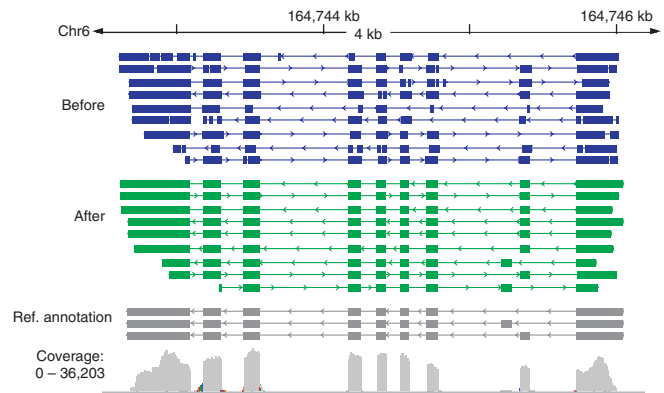 164,744 kb
164,746 kb
Chr6
4 kb
Before
After
Ref. annotation
Coverage:
0 – 36,203